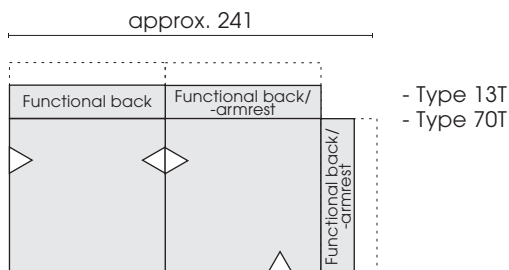 approx. 241
Functional back
Functional back/
-armrest
- Type 13T
- Type 70T
Functional back/
-armrest